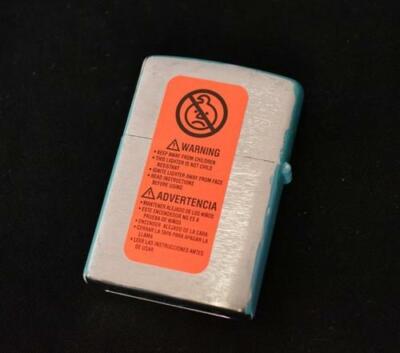 WARNING
• KEEP AWAY FROM CHILDREN
• THIS LIGHTER IS NOT CHILD
RESISTANT
• IGNITE LIGHTER AWAY FROM FACE
• READ INSTRUCTIONS
BEFORE USING
ADVERTENCIA
• MANTENER ALEJADO DE LOS NIÑOS
• ESTE ENCENDEDOR NO ES A
PRUEBA DE NIÑOS
• ENCENDER ALEJADO DE LA CARA
• CERRAR LA TAPA PARA APAGAR LA
LLAMA
• LEER LAS INSTRUCCIONES ANTES
DE USAR